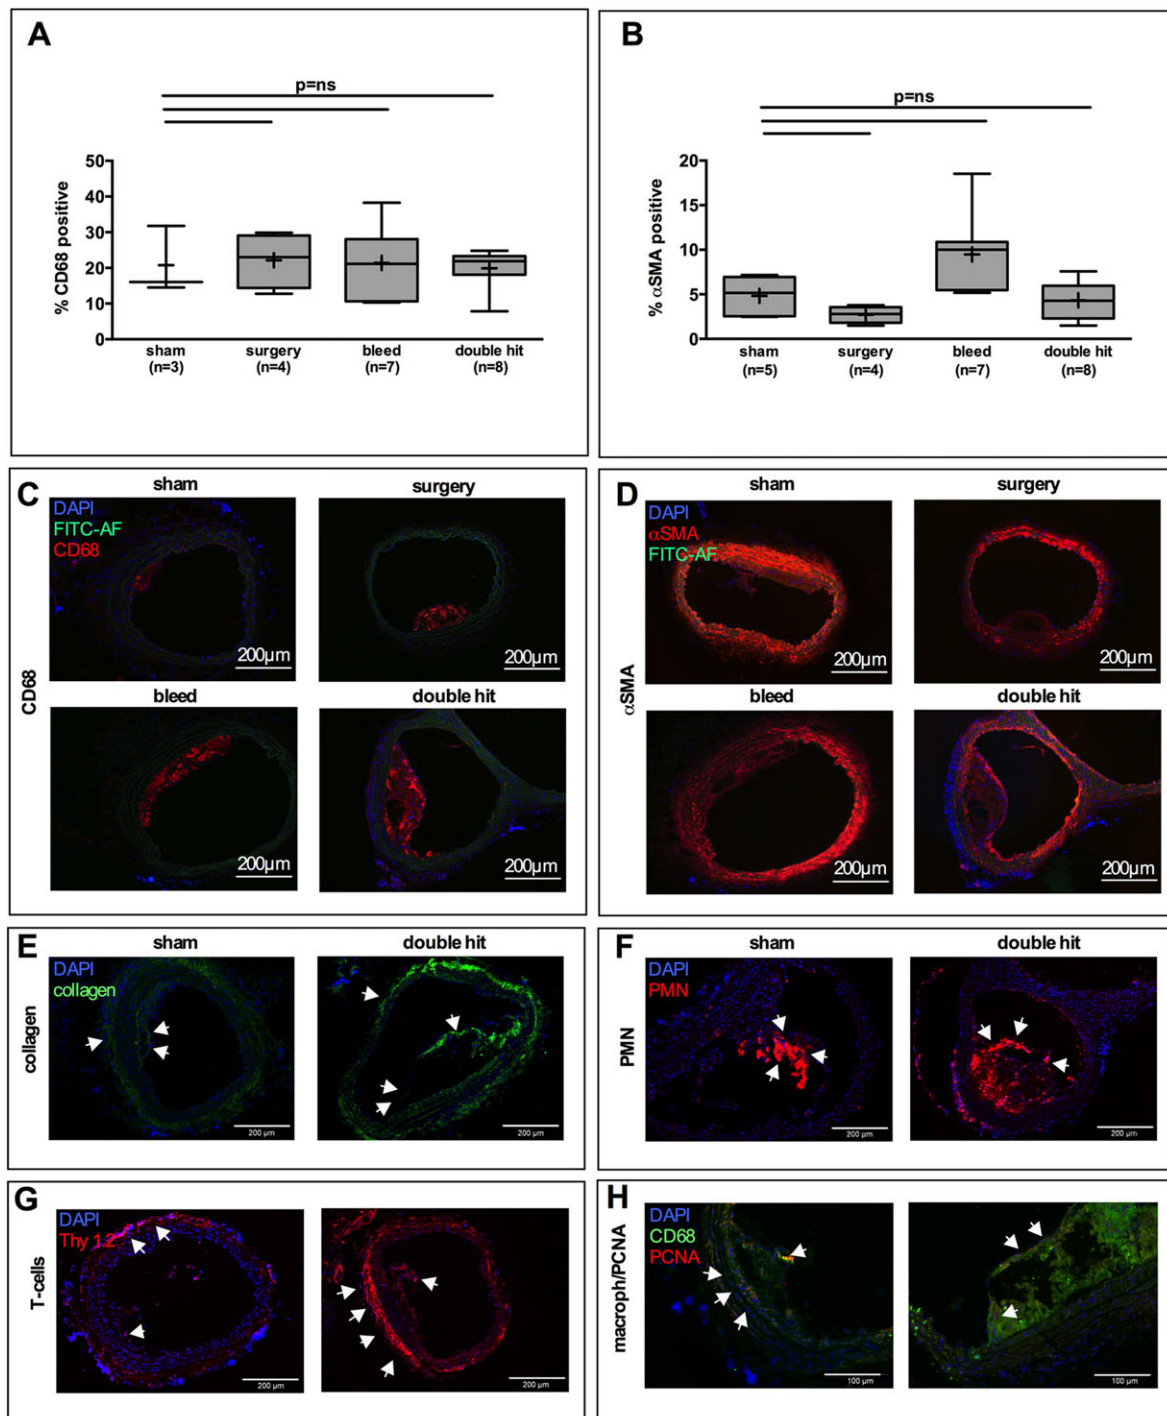 A
p=ns
% CD68 positive
50
40
30
20
10
0
sham
(n=3)
surgery
(n=4)
bleed
(n=7)
double hit
(n=8)
B
p=ns
% αSMA positive
20
15
10
5
0
sham
(n=5)
surgery
(n=4)
bleed
(n=7)
double hit
(n=8)
C
CD68
sham
DAPI
FITC-AF
CD68
200µm
surgery
200µm
bleed
200µm
double hit
200µm
D
αSMA
sham
DAPI
αSMA
FITC-AF
200µm
surgery
200µm
bleed
200µm
double hit
200µm
E
collagen
sham
DAPI
collagen
200 µm
double hit
200 µm
F
PMN
sham
DAPI
PMN
200 µm
double hit
200 µm
G
T-cells
DAPI
Thy 1.2
200 µm
200 µm
H
macroph/PCNA
DAPI
CD68
PCNA
100 µm
100 µm